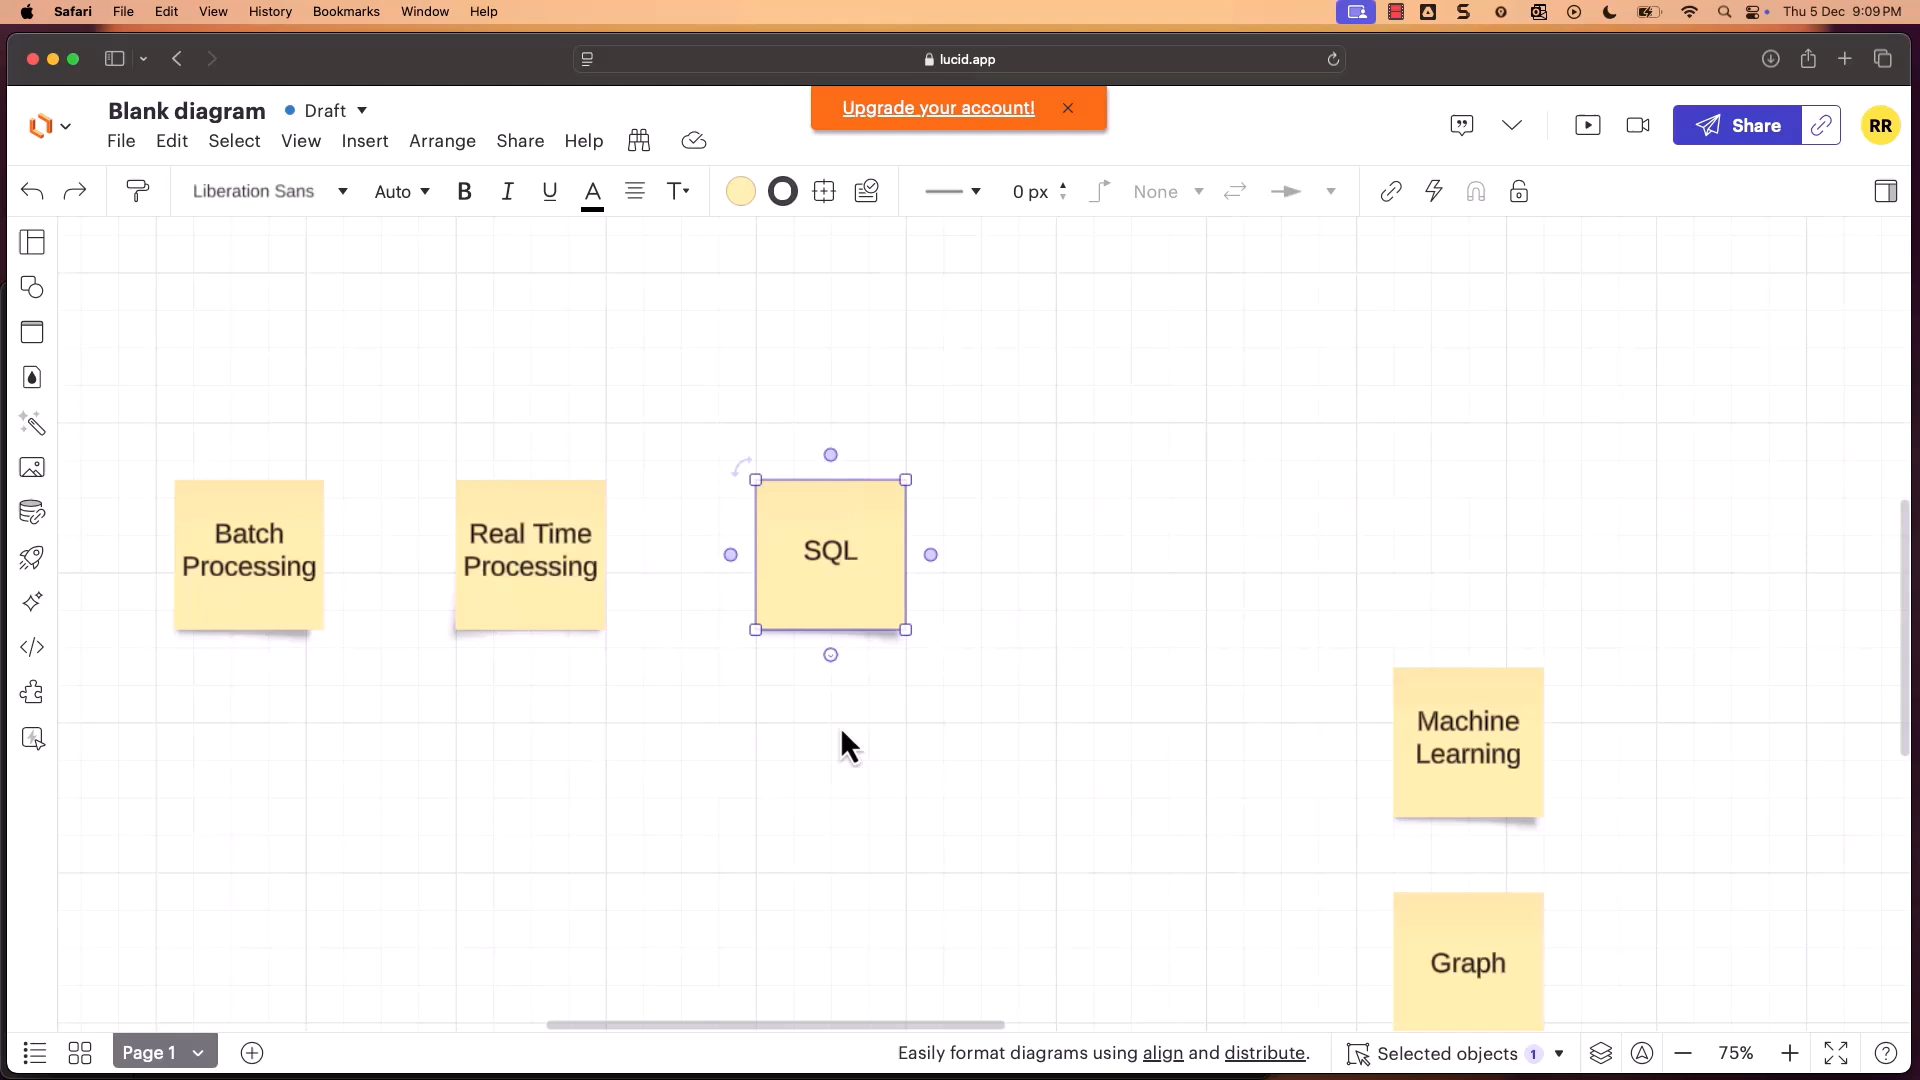 Safari File Edit View History Bookmarks Window Help
Thu 5 Dec 9:09 PM
lucid.app
Blank diagram Draft
Upgrade your account!
File Edit Select View Insert Arrange Share Help
Share
RR
Liberation Sans Auto B I U A T 0 px None
Batch
Processing
Real Time
Processing
SQL
Machine
Learning
Graph
Page 1
Easily format diagrams using align and distribute.
Selected objects 1
75%